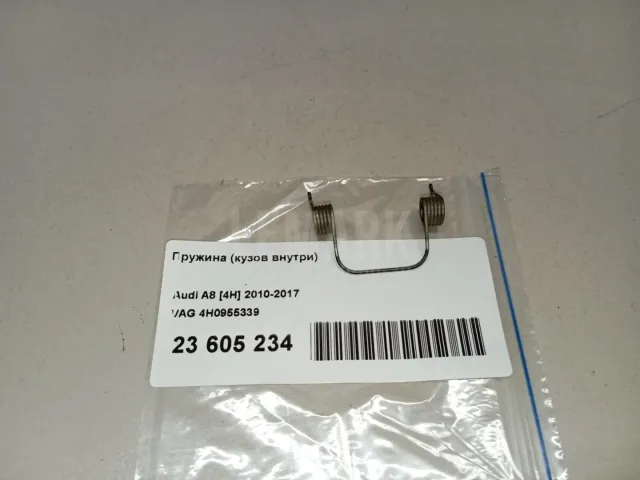 Пружина (кузов внутри)
Audi A8 [4H] 2010-2017
VAG 4H0955339
23 605 234